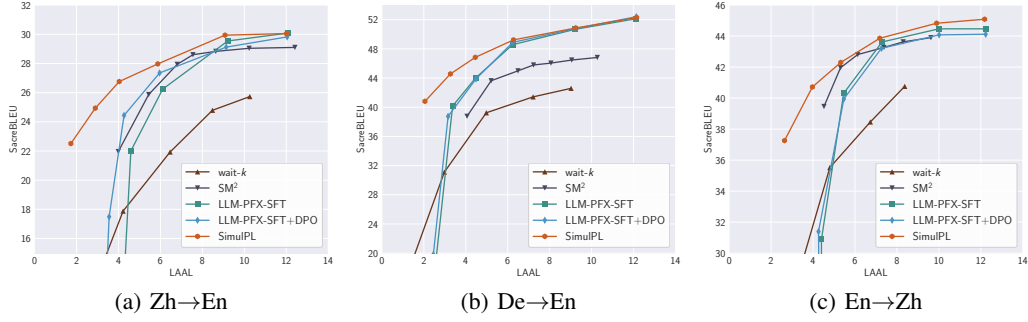 32
30
28
26
24
22
20
18
16
SacreBLEU
0 2 4 6 8 10 12 14
LAAL
wait-k
SM²
LLM-PFX-SFT
LLM-PFX-SFT+DPO
SimulPL
(a) Zh→En
52
48
44
40
36
32
28
24
20
SacreBLEU
0 2 4 6 8 10 12 14
LAAL
wait-k
SM²
LLM-PFX-SFT
LLM-PFX-SFT+DPO
SimulPL
(b) De→En
46
44
42
40
38
36
34
32
30
SacreBLEU
0 2 4 6 8 10 12 14
LAAL
wait-k
SM²
LLM-PFX-SFT
LLM-PFX-SFT+DPO
SimulPL
(c) En→Zh